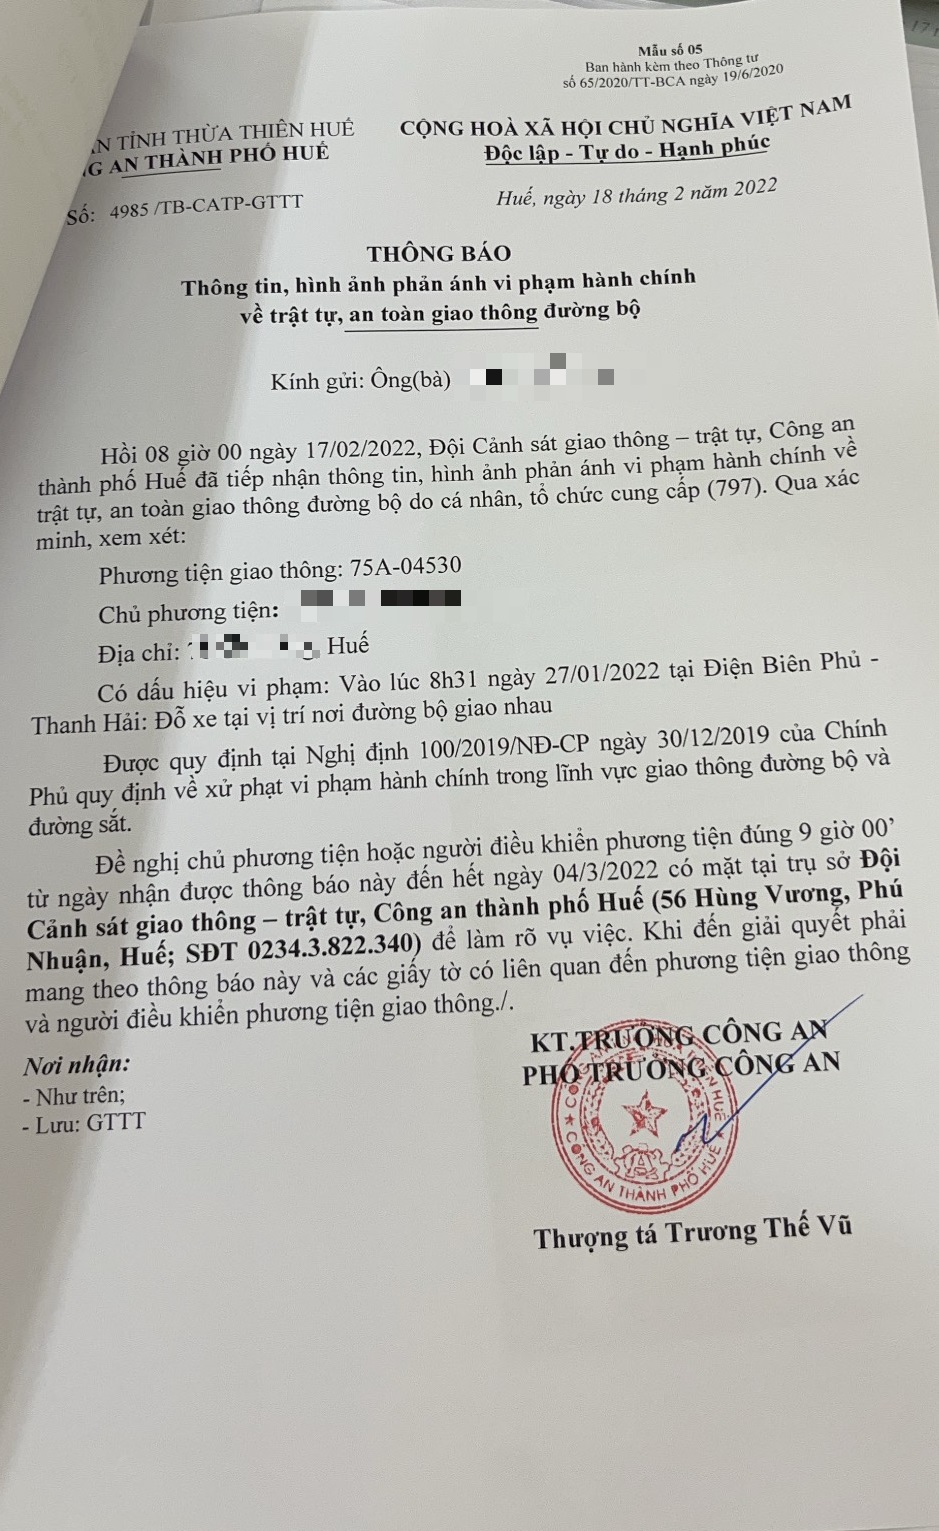 Mẫu số 05
Ban hành kèm theo Thông tư
số 65/2020/TT-BCA ngày 19/6/2020
TỈNH THỪA THIÊN HUẾ
AN THÀNH PHỐ HUẾ
CỘNG HOÀ XÃ HỘI CHỦ NGHĨA VIỆT NAM
Độc lập - Tự do - Hạnh phúc
Số: 4985 /TB-CATP-GTTT
Huế, ngày 18 tháng 2 năm 2022
THÔNG BÁO
Thông tin, hình ảnh phản ánh vi phạm hành chính
về trật tự, an toàn giao thông đường bộ
Kính gửi: Ông(bà)
Hồi 08 giờ 00 ngày 17/02/2022, Đội Cảnh sát giao thông – trật tự, Công an
thành phố Huế đã tiếp nhận thông tin, hình ảnh phản ánh vi phạm hành chính về
trật tự, an toàn giao thông đường bộ do cá nhân, tổ chức cung cấp (797). Qua xác
minh, xem xét:
Phương tiện giao thông: 75A-04530
Chủ phương tiện:
Địa chỉ: Huế
Có dấu hiệu vi phạm: Vào lúc 8h31 ngày 27/01/2022 tại Điện Biên Phủ -
Thanh Hải: Đỗ xe tại vị trí nơi đường bộ giao nhau
Được quy định tại Nghị định 100/2019/NĐ-CP ngày 30/12/2019 của Chính
Phủ quy định về xử phạt vi phạm hành chính trong lĩnh vực giao thông đường bộ và
đường sắt.
Đề nghị chủ phương tiện hoặc người điều khiển phương tiện đúng 9 giờ 00’
từ ngày nhận được thông báo này đến hết ngày 04/3/2022 có mặt tại trụ sở Đội
Cảnh sát giao thông – trật tự, Công an thành phố Huế (56 Hùng Vương, Phú
Nhuận, Huế; SĐT 0234.3.822.340) để làm rõ vụ việc. Khi đến giải quyết phải
mang theo thông báo này và các giấy tờ có liên quan đến phương tiện giao thông
và người điều khiển phương tiện giao thông./.
Nơi nhận:
- Như trên;
- Lưu: GTTT
KT.TRƯỞNG CÔNG AN
PHÓ TRƯỞNG CÔNG AN
CÔNG AN THÀNH PHỐ HUẾ
Thượng tá Trương Thế Vũ